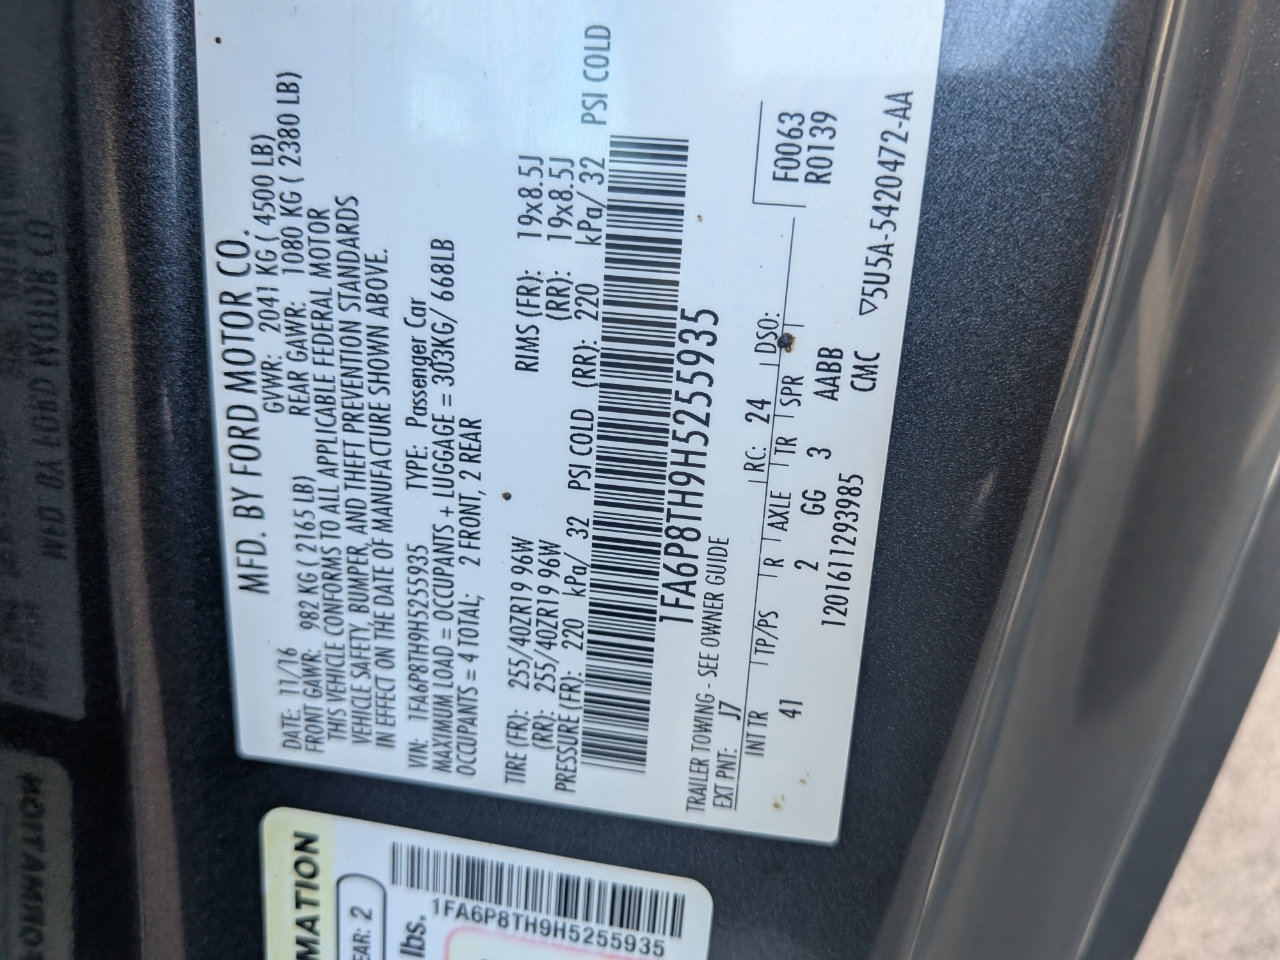 MFD. BY FORD MOTOR CO.
DATE: 11/16 GVWR: 2041 KG ( 4500 LB)
FRONT GAWR: 982 KG ( 2165 LB) REAR GAWR: 1080 KG ( 2380 LB)
THIS VEHICLE CONFORMS TO ALL APPLICABLE FEDERAL MOTOR
VEHICLE SAFETY, BUMPER, AND THEFT PREVENTION STANDARDS
IN EFFECT ON THE DATE OF MANUFACTURE SHOWN ABOVE.
VIN: 1FA6P8TH9H5255935 TYPE: Passenger Car
MAXIMUM LOAD = OCCUPANTS + LUGGAGE = 303KG/ 668LB
OCCUPANTS = 4 TOTAL; 2 FRONT, 2 REAR
TIRE (FR): 255/40ZR19 96W RIMS (FR): 19x8.5J
(RR): 255/40ZR19 96W (RR): 19x8.5J
PRESSURE (FR): 220 kPa/ 32 PSI COLD (RR): 220 kPa/ 32 PSI COLD
1FA6P8TH9H5255935
TRAILER TOWING - SEE OWNER GUIDE
EXT PNT: J7 RC: 24 DSO: F0063
R0139
INT TR TP/PS R AXLE TR SPR
41 2 GG 3 AABB
1201611293985 CMC ▽5U5A-5420472-AA
MATION
EAR: 2
lbs.
1FA6P8TH9H5255935